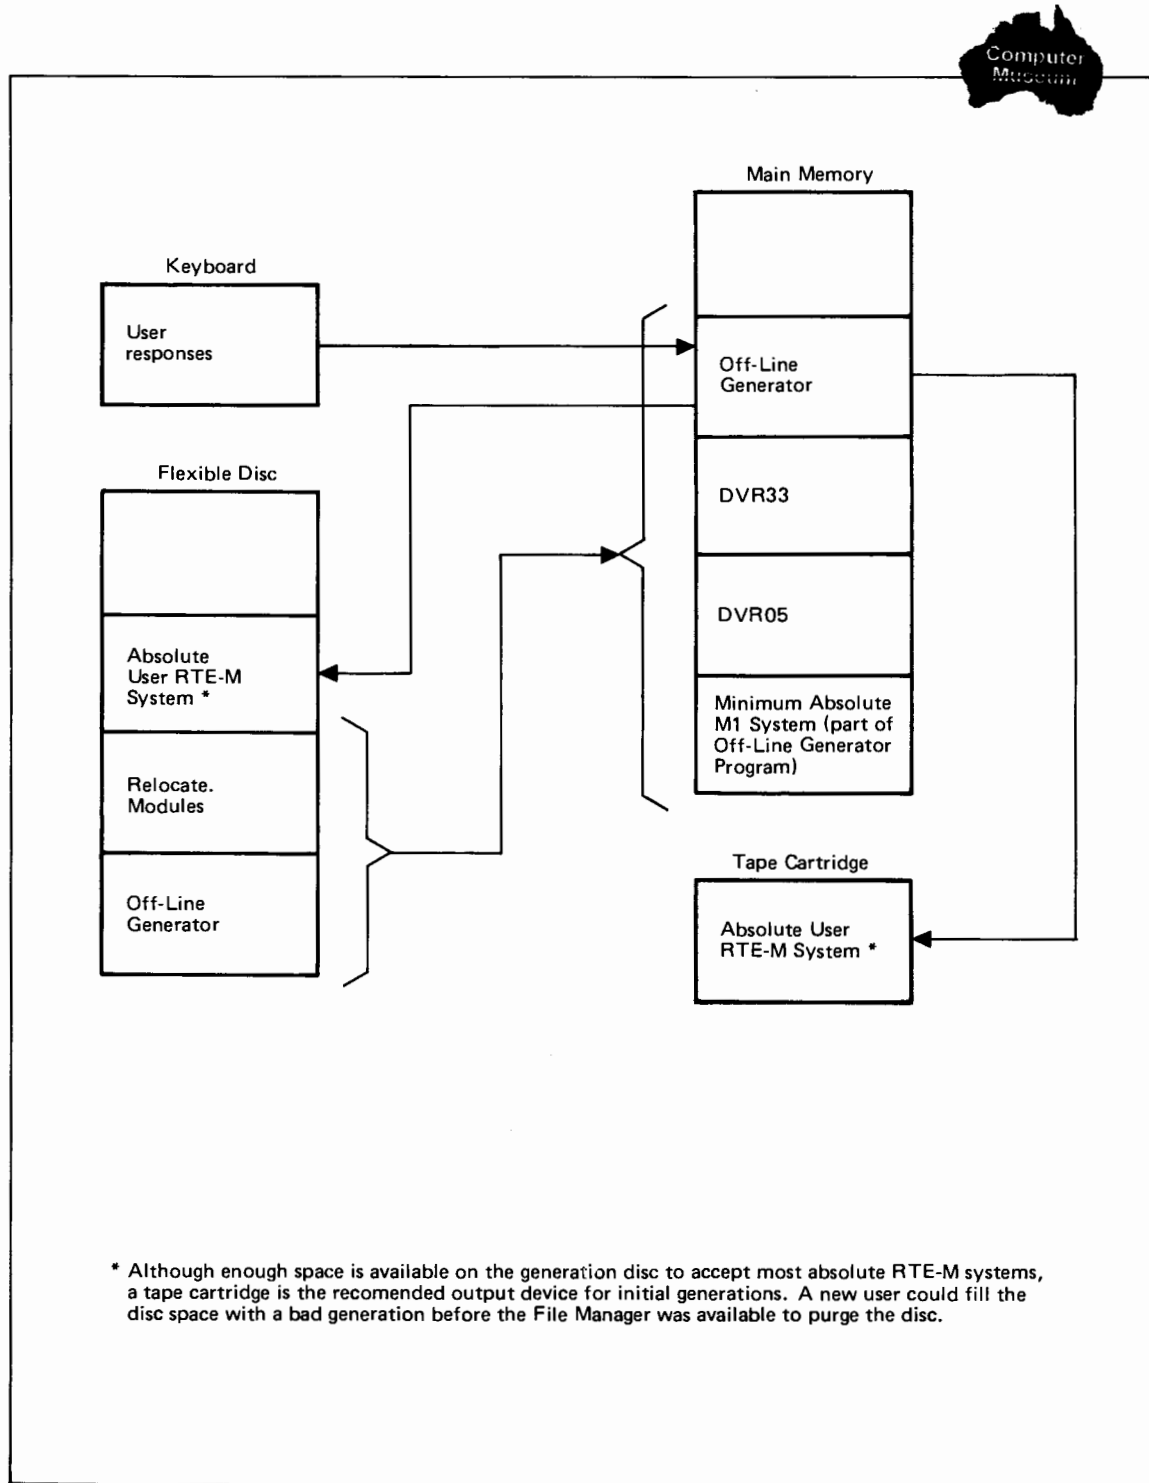 Computer
Museum
Main Memory
Keyboard
User
responses
Off-Line
Generator
Flexible Disc
DVR33
DVR05
Absolute
User RTE-M
System *
Minimum Absolute
M1 System (part of
Off-Line Generator
Program)
Relocate.
Modules
Tape Cartridge
Off-Line
Generator
Absolute User
RTE-M System *
* Although enough space is available on the generation disc to accept most absolute RTE-M systems,
a tape cartridge is the recomended output device for initial generations. A new user could fill the
disc space with a bad generation before the File Manager was available to purge the disc.